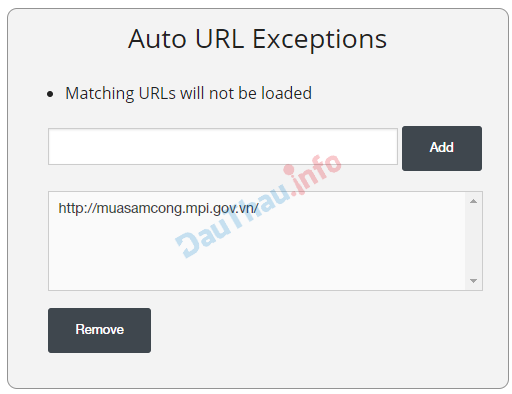 Auto URL Exceptions
Matching URLs will not be loaded
Add
http://muasamcong.mpi.gov.vn/
DauThau.info
Remove